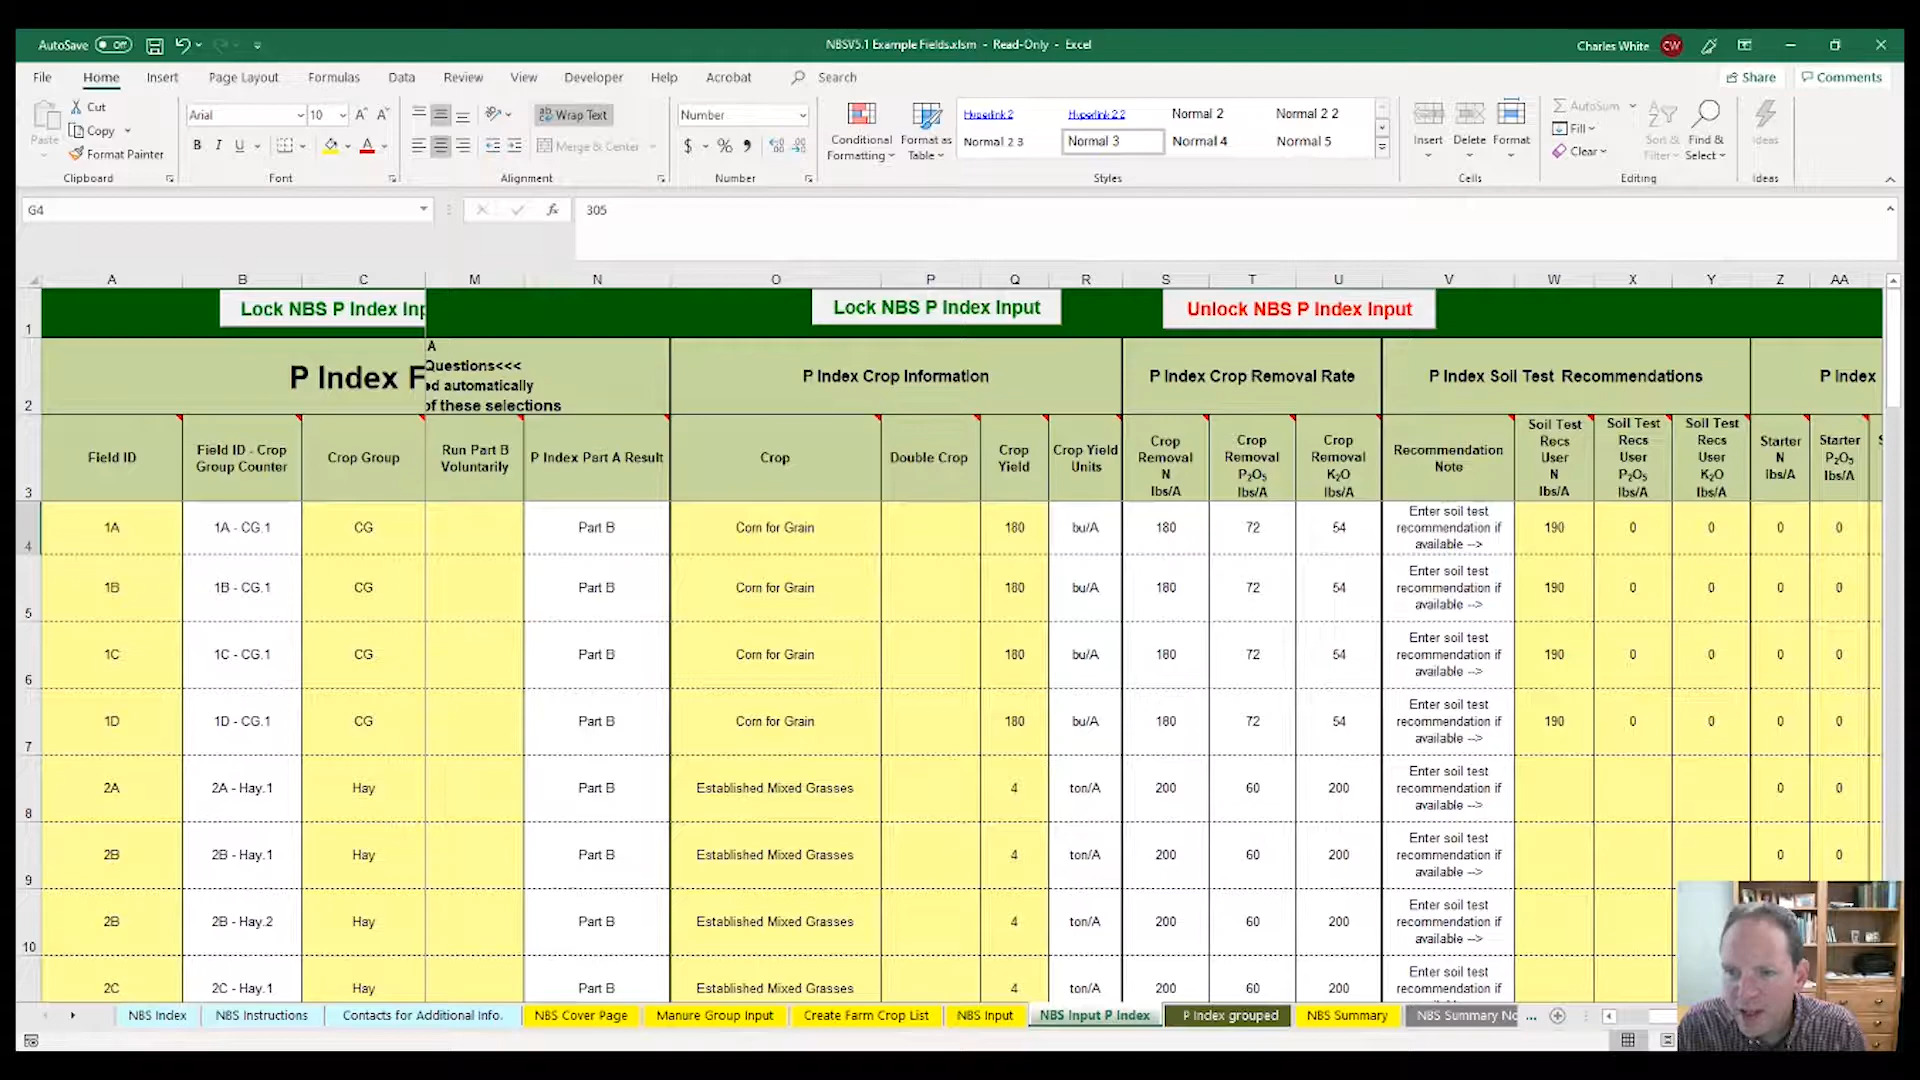 AutoSave Off NBSV5.1 Example Fields.xlsm - Read-Only - Excel Charles White CW
File Home Insert Page Layout Formulas Data Review View Developer Help Acrobat Search Share Comments
Paste Cut Copy Format Painter Clipboard
Arial 10 B I U Font
ab Wrap Text Merge & Center Alignment
Number $ % Number
Conditional Formatting Format as Table
Hyperlink 2 Hyperlink 2 2 Normal 2 Normal 2 2
Normal 2 3 Normal 3 Normal 4 Normal 5
Styles
Insert Delete Format Cells
AutoSum Fill Clear Sort & Filter Find & Select Editing
Ideas Ideas
G4 fx 305
A B C M N O P Q R S T U V W X Y Z AA
1 Lock NBS P Index Inp Lock NBS P Index Input Unlock NBS P Index Input
2 P Index F
A
Questions<<<
ed automatically
of these selections
P Index Crop Information P Index Crop Removal Rate P Index Soil Test Recommendations P Index
3 Field ID
Field ID - Crop Group Counter
Crop Group
Run Part B Voluntarily
P Index Part A Result
Crop
Double Crop
Crop Yield
Crop Yield Units
Crop Removal N lbs/A
Crop Removal P₂O₅ lbs/A
Crop Removal K₂O lbs/A
Recommendation Note
Soil Test Recs User N lbs/A
Soil Test Recs User P₂O₅ lbs/A
Soil Test Recs User K₂O lbs/A
Starter N lbs/A
Starter P₂O₅ lbs/A
4 1A 1A - CG.1 CG Part B Corn for Grain 180 bu/A 180 72 54 Enter soil test recommendation if available --> 190 0 0 0 0
5 1B 1B - CG.1 CG Part B Corn for Grain 180 bu/A 180 72 54 Enter soil test recommendation if available --> 190 0 0 0 0
6 1C 1C - CG.1 CG Part B Corn for Grain 180 bu/A 180 72 54 Enter soil test recommendation if available --> 190 0 0 0 0
7 1D 1D - CG.1 CG Part B Corn for Grain 180 bu/A 180 72 54 Enter soil test recommendation if available --> 190 0 0 0 0
8 2A 2A - Hay.1 Hay Part B Established Mixed Grasses 4 ton/A 200 60 200 Enter soil test recommendation if available --> 0 0
9 2B 2B - Hay.1 Hay Part B Established Mixed Grasses 4 ton/A 200 60 200 Enter soil test recommendation if available --> 0 0
10 2B 2B - Hay.2 Hay Part B Established Mixed Grasses 4 ton/A 200 60 200 Enter soil test recommendation if available -->
2C 2C - Hay.1 Hay Part B Established Mixed Grasses 4 ton/A 200 60 200 Enter soil test recommendation if
NBS Index NBS Instructions Contacts for Additional Info. NBS Cover Page Manure Group Input Create Farm Crop List NBS Input NBS Input P Index P Index grouped NBS Summary NBS Summary No ...